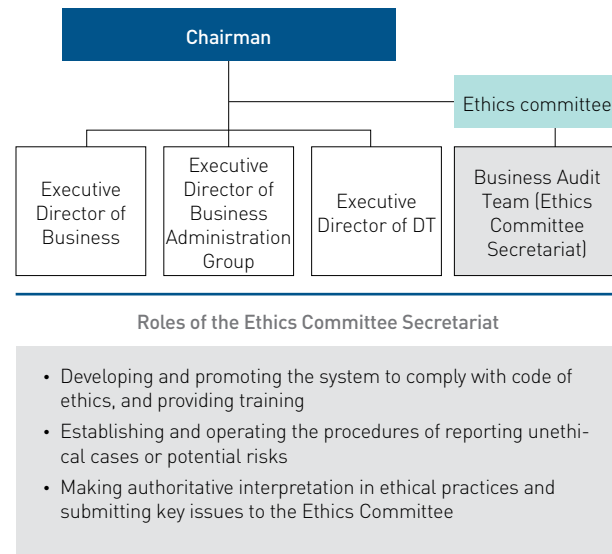 Chairman
Ethics committee
Executive
Director of
Business
Executive
Director of
Business
Administration
Group
Executive
Director of DT
Business Audit
Team (Ethics
Committee
Secretariat)
Roles of the Ethics Committee Secretariat
• Developing and promoting the system to comply with code of
ethics, and providing training
• Establishing and operating the procedures of reporting unethi-
cal cases or potential risks
• Making authoritative interpretation in ethical practices and
submitting key issues to the Ethics Committee